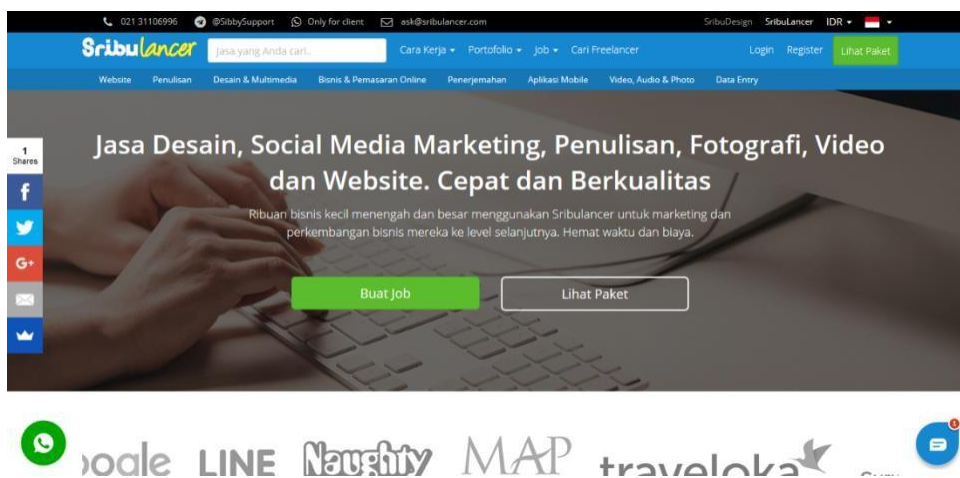 021 31106996 @SibbySupport Only for client ask@sribulancer.com SribuDesign SribuLancer IDR
Sribulancer Jasa yang Anda cari.. Cara Kerja Portofolio Job Cari Freelancer Login Register Lihat Paket
Website Penulisan Desain & Multimedia Bisnis & Pemasaran Online Penerjemahan Aplikasi Mobile Video, Audio & Photo Data Entry
Jasa Desain, Social Media Marketing, Penulisan, Fotografi, Video
dan Website. Cepat dan Berkualitas
1
Shares
Ribuan bisnis kecil menengah dan besar menggunakan Sribulancer untuk marketing dan
perkembangan bisnis mereka ke level selanjutnya. Hemat waktu dan biaya.
f
G+
Buat Job Lihat Paket
1
oogle LINE Naughty MAP traveloka